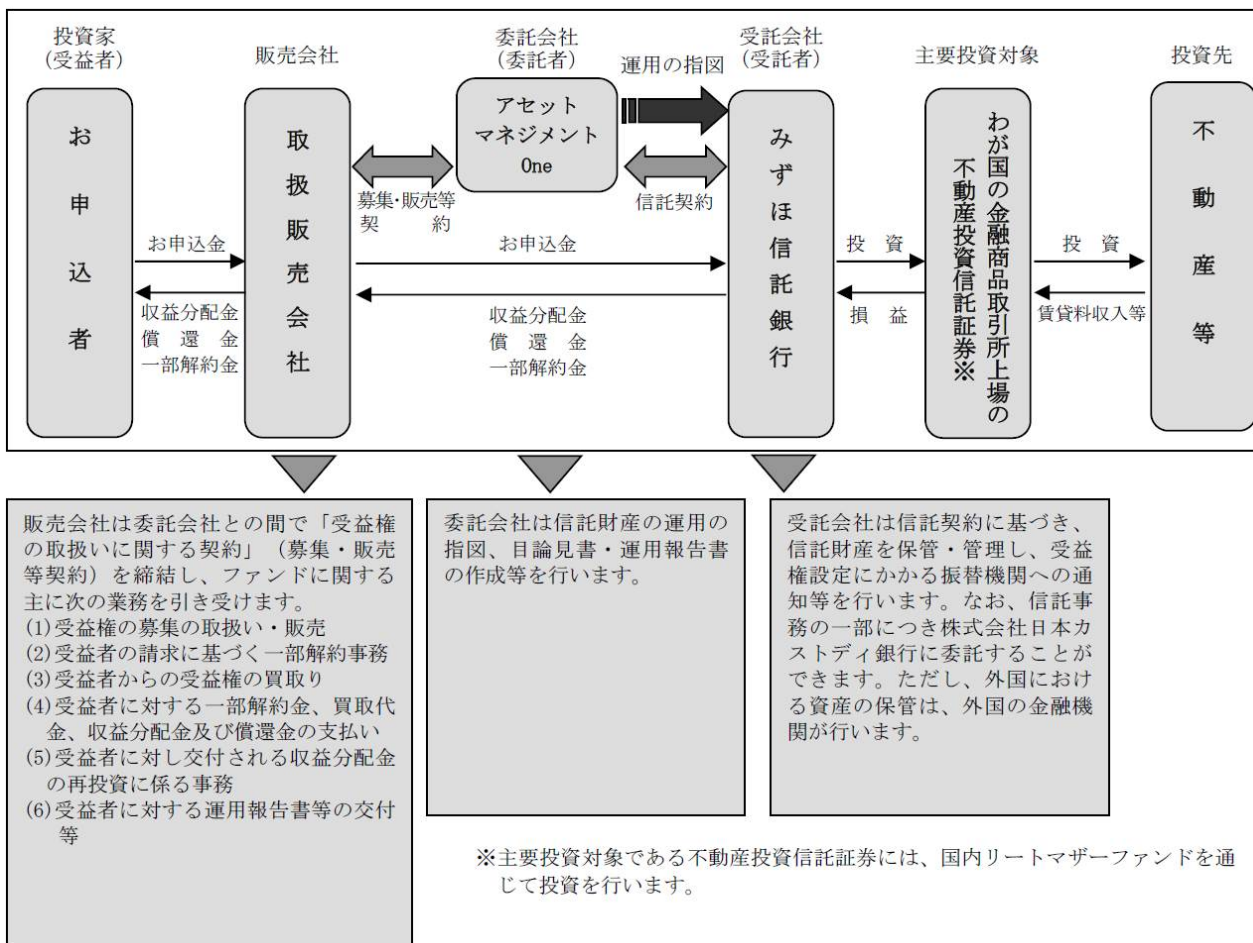 投資家
(受益者)
販売会社
委託会社
(委託者)
運用の指図
受託会社
(受託者)
主要投資対象
投資先
お申込者
取扱販売会社
アセット
マネジメント
One
みずほ信託銀行
わが国の金融商品取引所上場の
不動産投資信託証券※
不動産等
募集・販売等
契約
信託契約
お申込金
収益分配金
償還金
一部解約金
お申込金
収益分配金
償還金
一部解約金
投資
損益
投資
賃貸料収入等
販売会社は委託会社との間で「受益権
の取扱いに関する契約」（募集・販売
等契約）を締結し、ファンドに関する
主に次の業務を引き受けます。
(1)受益権の募集の取扱い・販売
(2)受益者の請求に基づく一部解約事務
(3)受益者からの受益権の買取り
(4)受益者に対する一部解約金、買取代
金、収益分配金及び償還金の支払い
(5)受益者に対し交付される収益分配金
の再投資に係る事務
(6)受益者に対する運用報告書等の交付
等
委託会社は信託財産の運用の
指図、目論見書・運用報告書
の作成等を行います。
受託会社は信託契約に基づき、
信託財産を保管・管理し、受益
権設定にかかる振替機関への通
知等を行います。なお、信託事
務の一部につき株式会社日本カ
ストディ銀行に委託することが
できます。ただし、外国における
資産の保管は、外国の金融機
関が行います。
※主要投資対象である不動産投資信託証券には、国内リートマザーファンドを通
じて投資を行います。